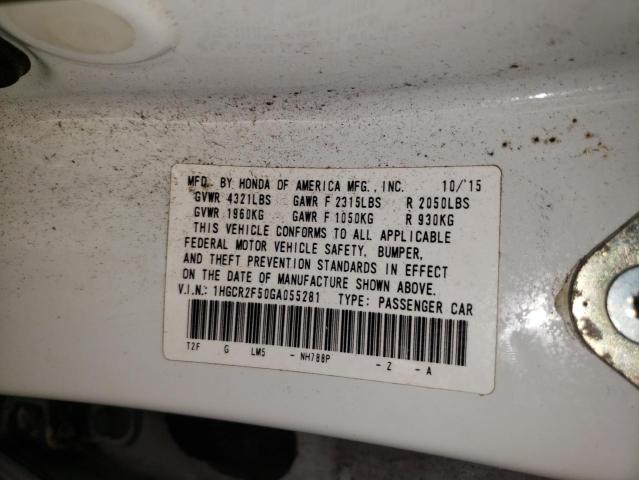 MFD. BY HONDA OF AMERICA MFG., INC. 10/'15
GVWR 4321LBS GAWR F 2315LBS R 2050LBS
GVWR 1960KG GAWR F 1050KG R 930KG
THIS VEHICLE CONFORMS TO ALL APPLICABLE
FEDERAL MOTOR VEHICLE SAFETY, BUMPER,
AND THEFT PREVENTION STANDARDS IN EFFECT
ON THE DATE OF MANUFACTURE SHOWN ABOVE.
V.I.N.: 1HGCR2F50GA055281 TYPE: PASSENGER CAR
T2F G LM5 - NH788P - Z - A